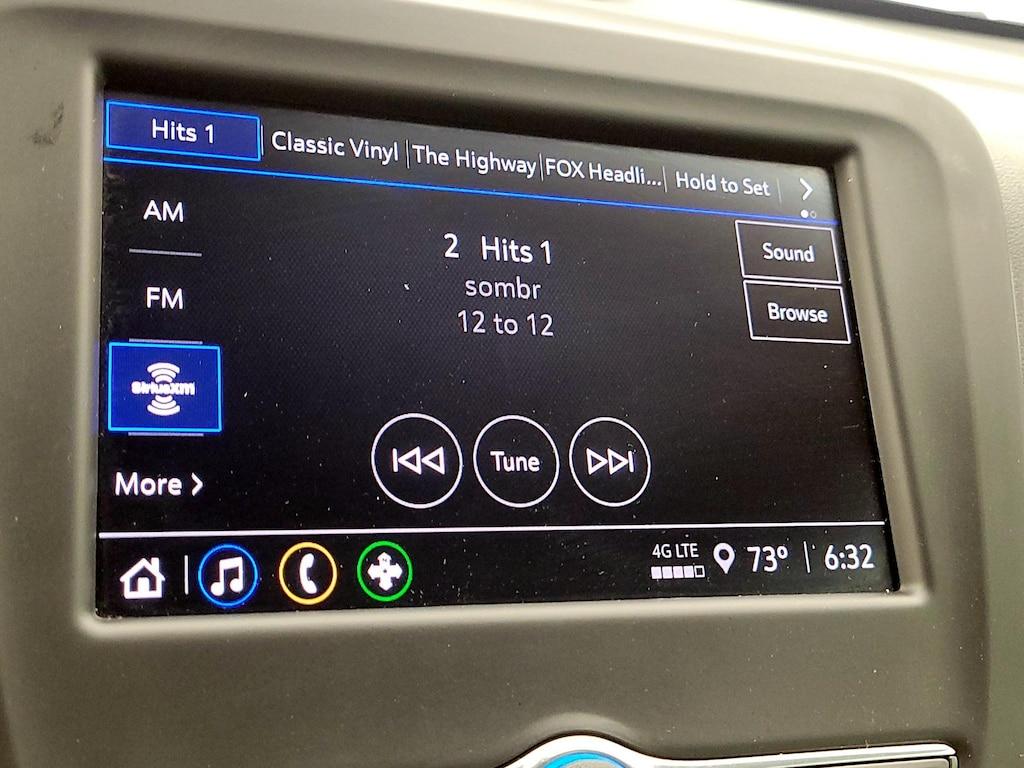 Hits 1 Classic Vinyl The Highway FOX Headli... Hold to Set >
AM
2 Hits 1
Sound
sombr
FM
12 to 12
Browse
SiriusXM
Tune
More >
4G LTE
73° 6:32